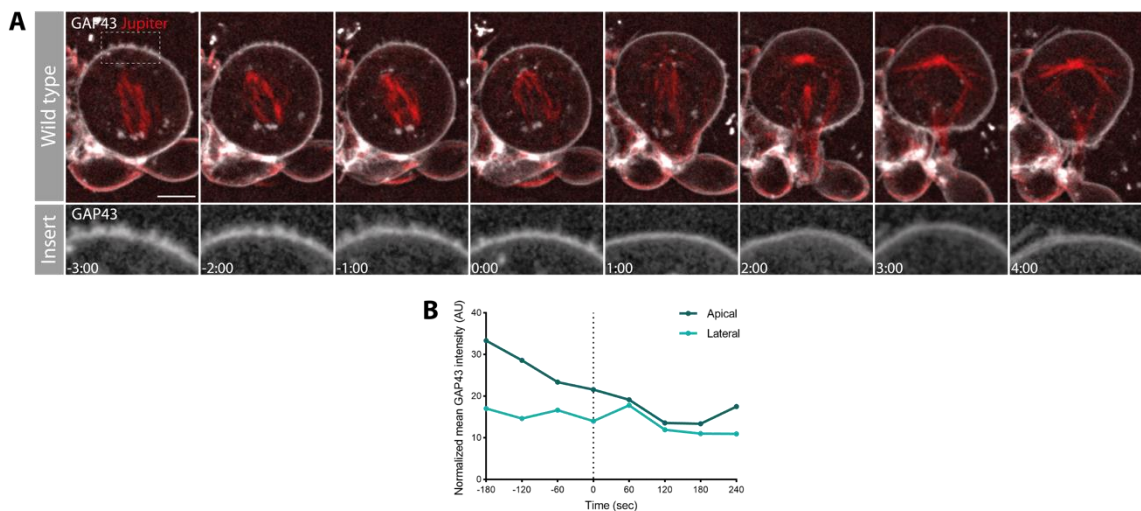 A
Wild type
GAP43 Jupiter
Insert
GAP43
-3:00
-2:00
-1:00
0:00
1:00
2:00
3:00
4:00
B
Normalized mean GAP43 intensity (AU)
40
30
20
10
0
Apical
Lateral
-180
-120
-60
0
60
120
180
240
Time (sec)